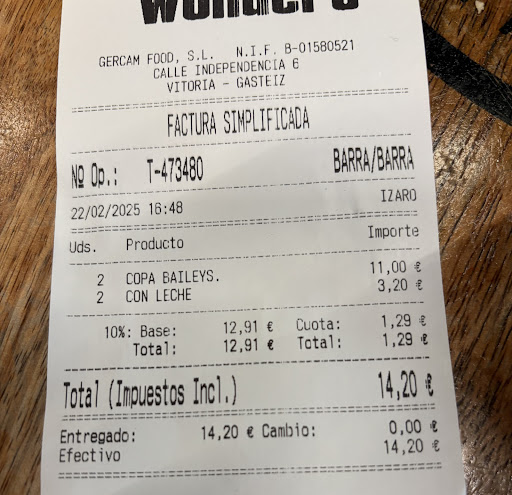 GERCAM FOOD, S.L. N.I.F. B-01580521
CALLE INDEPENDENCIA 6
VITORIA - GASTEIZ
FACTURA SIMPLIFICADA
Nº Op.: T-473480 BARRA/BARRA
22/02/2025 16:48 IZARO
Uds. Producto Importe
2 COPA BAILEYS. 11,00 €
2 CON LECHE 3,20 €
10%: Base: 12,91 € Cuota: 1,29 €
Total: 12,91 € Total: 1,29 €
Total (Impuestos Incl.) 14,20 €
Entregado: 14,20 € Cambio: 0,00 €
Efectivo 14,20 €